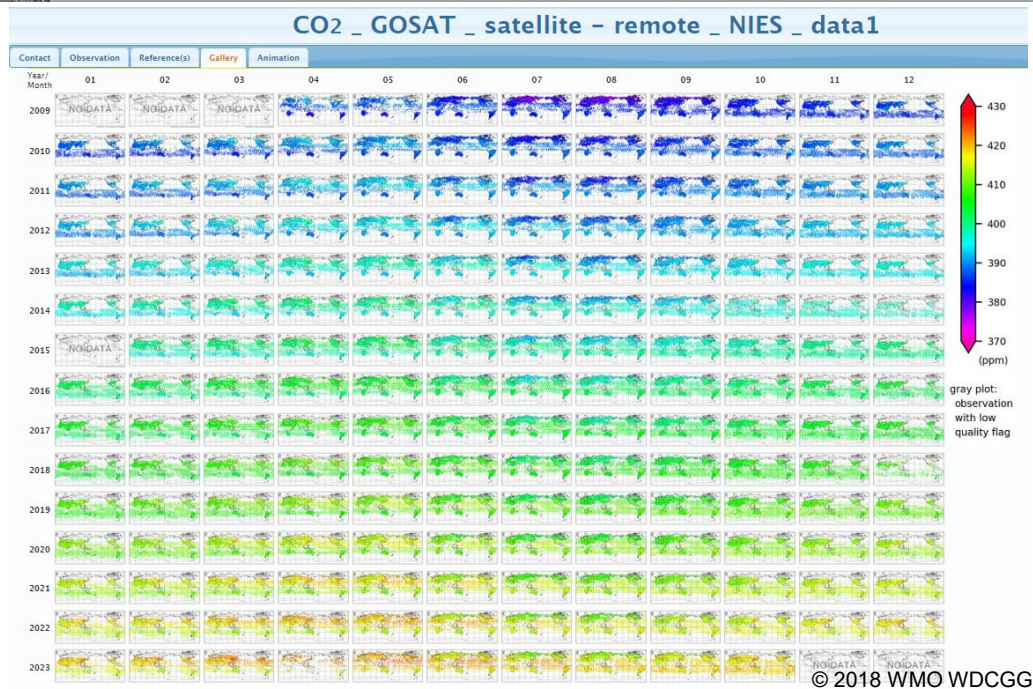 CO2 _ GOSAT _ satellite - remote _ NIES _ data1
Contact Observation Reference(s) Gallery Animation
Year/ 01 02 03 04 05 06 07 08 09 10 11 12
Month
2009 NO DATA NO DATA NO DATA
2010
2011
2012
2013
2014
2015 NO DATA
2016
2017
2018
2019
2020
2021
2022
2023 NO DATA NO DATA
430
420
410
400
390
380
370
(ppm)
gray plot:
observation
with low
quality flag
© 2018 WMO WDCGG